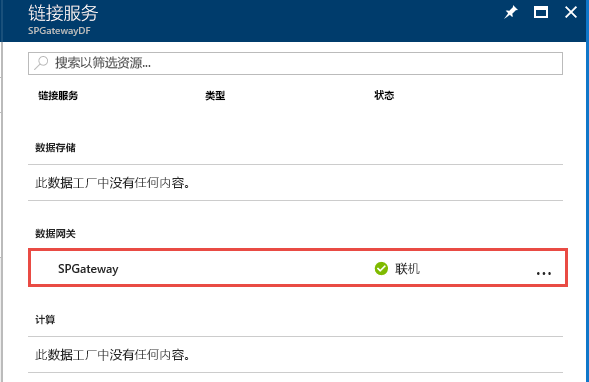 链接服务
SPGatewayDF
搜索以筛选资源...
链接服务 类型 状态
数据存储
此数据工厂中没有任何内容。
数据网关
SPGateway 联机 ...
计算
此数据工厂中没有任何内容。